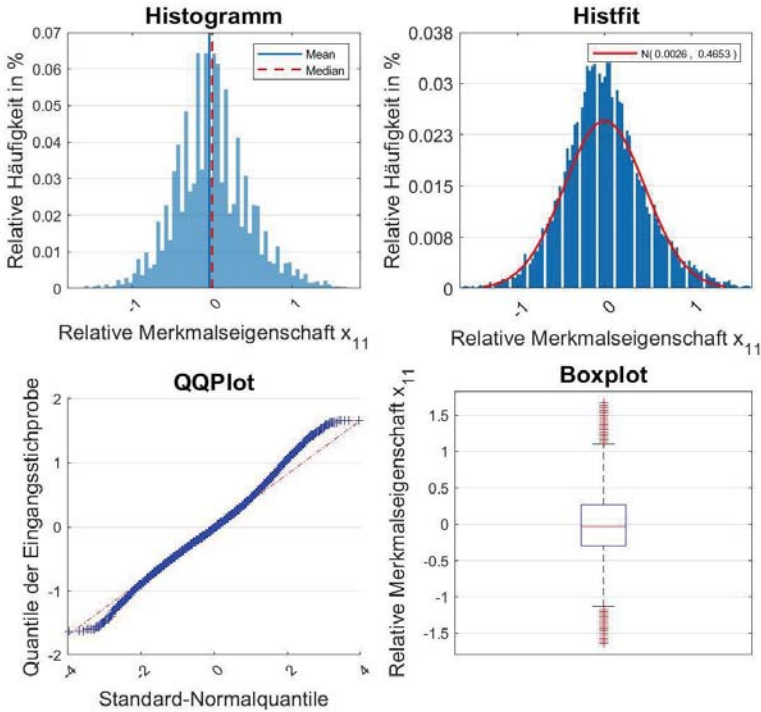 Histogramm
Relative Häufigkeit in %
0.07
0.06
0.05
0.04
0.03
0.02
0.01
0
-1
0
1
Mean
Median
Relative Merkmalseigenschaft x11
Histfit
Relative Häufigkeit in %
0.038
0.03
0.023
0.015
0.008
0
-1
0
1
N( 0.0026 , 0.4653 )
Relative Merkmalseigenschaft x11
QQPlot
Quantile der Eingangsstichprobe
2
1
0
-1
-2
-4
-2
0
2
4
Standard-Normalquantile
Boxplot
Relative Merkmalseigenschaft x11
1.5
1
0.5
0
-0.5
-1
-1.5